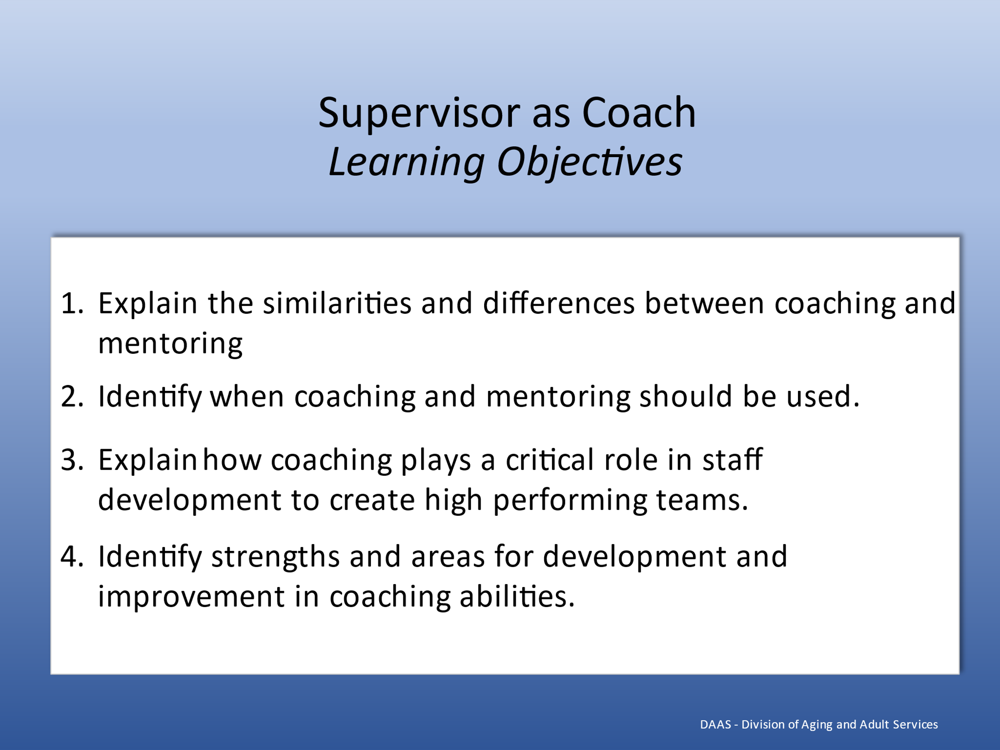 Supervisor as Coach
Learning Objectives
1. Explain the similarities and differences between coaching and
mentoring
2. Identify when coaching and mentoring should be used.
3. Explain how coaching plays a critical role in staff
development to create high performing teams.
4. Identify strengths and areas for development and
improvement in coaching abilities.
DAAS - Division of Aging and Adult Services